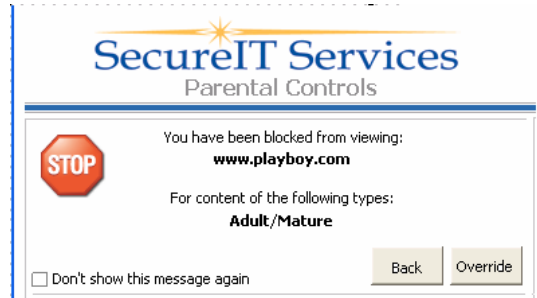 SecureIT Services
Parental Controls
STOP
You have been blocked from viewing:
www.playboy.com
For content of the following types:
Adult/Mature
Don't show this message again
Back
Override